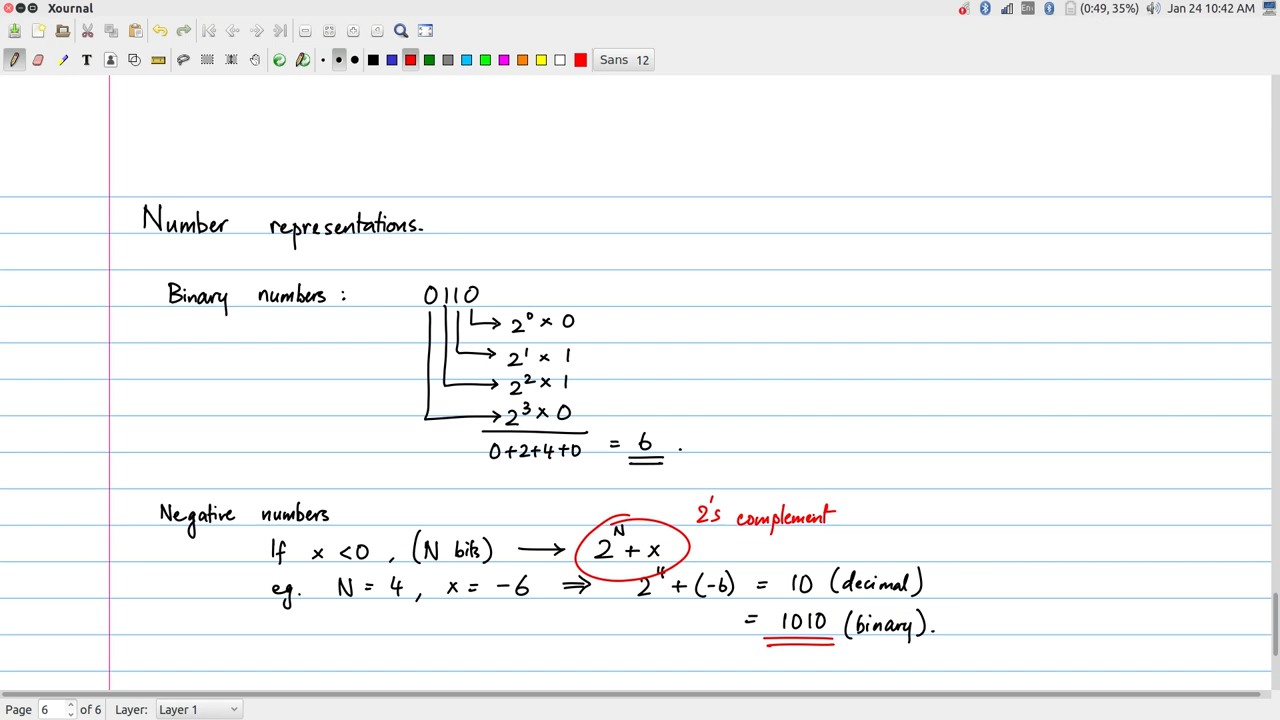 Xournal
(0:49, 35%) Jan 24 10:42 AM
En
Sans 12
Number representations.
Binary numbers : 0110
2⁰ × 0
2¹ × 1
2² × 1
2³ × 0
0+2+4+0 = 6 .
Negative numbers
2's complement
If x <0 , (N bits) → 2ᴺ + x
eg. N = 4 , x = -6 ⇒ 2⁴ + (-6) = 10 (decimal)
= 1010 (binary).
Page 6 of 6 Layer: Layer 1